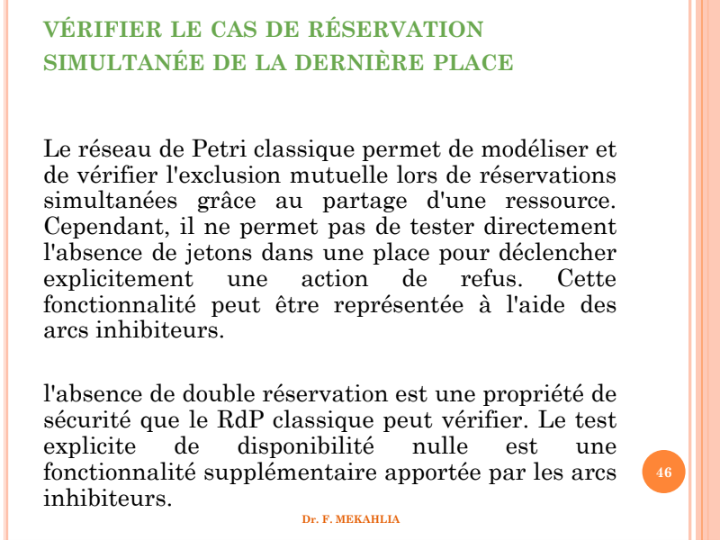 VÉRIFIER LE CAS DE RÉSERVATION
SIMULTANÉE DE LA DERNIÈRE PLACE
Le réseau de Petri classique permet de modéliser et
de vérifier l'exclusion mutuelle lors de réservations
simultanées grâce au partage d'une ressource.
Cependant, il ne permet pas de tester directement
l'absence de jetons dans une place pour déclencher
explicitement une action de refus. Cette
fonctionnalité peut être représentée à l'aide des
arcs inhibiteurs.
l'absence de double réservation est une propriété de
sécurité que le RdP classique peut vérifier. Le test
explicite de disponibilité nulle est une
fonctionnalité supplémentaire apportée par les arcs
inhibiteurs.
46
Dr. F. MEKAHLIA